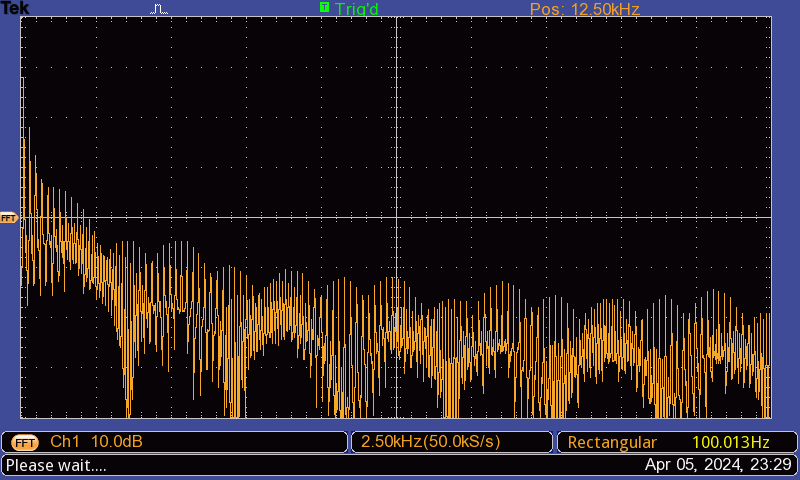 Tek T Trig'd Pos: 12.50kHz
FFT
FFT Ch1 10.0dB 2.50kHz(50.0kS/s) Rectangular 100.013Hz
Please wait.... Apr 05, 2024, 23:29